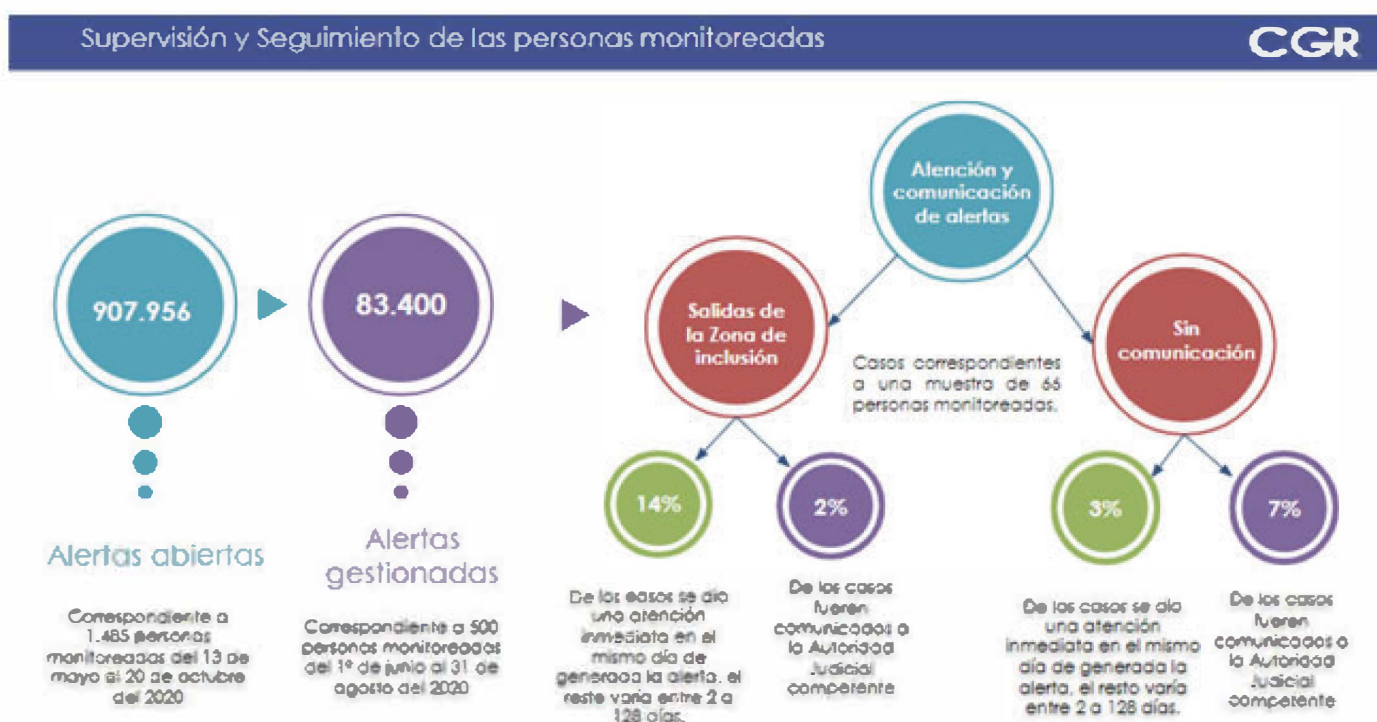 Supervisión y Seguimiento de las personas monitoreadas
CGR
907.956
Alertas abiertas
Correspondiente a
1.485 personas
monitoreadas del 13 de
mayo al 20 de octubre
del 2020
83.400
Alertas
gestionadas
Correspondiente a 500
personas monitoreadas
del 1º de junio al 31 de
agosto del 2020
Atención y
comunicación
de alertas
Salidas de
la Zona de
inclusión
Casos correspondientes
a una muestra de 66
personas monitoreadas.
Sin
comunicación
14%
De los casos se dio
una atención
inmediata en el
mismo día de
generada la alerta, el
resto varia entre 2 a
128 días.
2%
De los casos
fueren
comunicados a
la Autoridad
Judicial
competente
3%
De los casos se dio
una atención
inmediata en el mismo
día de generada la
alerta, el resto varía
entre 2 a 128 días.
7%
De los casos
fueren
comunicados a
la Autoridad
Judicial
competente